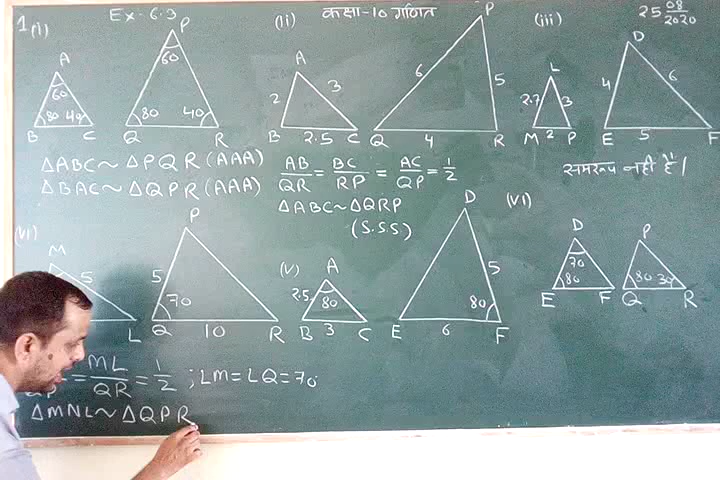 Ex-6.3
कक्षा-10 गणित
25 08/2020
1(i)
A
60
80 40
B C
P
60
80 40
Q R
ΔABC~ΔPQR(AAA)
ΔBAC~ΔQPR(AAA)
(ii)
A
2 3
B 2.5 C
P
6 5
Q 4 R
AB/QR = BC/RP = AC/QP = 1/2
ΔABC~ΔQRP
(S.S.S)
(iii)
L
2.7 3
M 2 P
D
4 6
E 5 F
समरूप नहीं है।
(VI)
M
5
L
P
5
70
Q 10 R
= ML/QR = 1/2 ; ∠M=∠Q=70
ΔMNL~ΔQPR
(V)
A
2.5 80
B 3 C
D
5
80
E 6 F
(VI)
D
70
80
E F
P
80 30
Q R